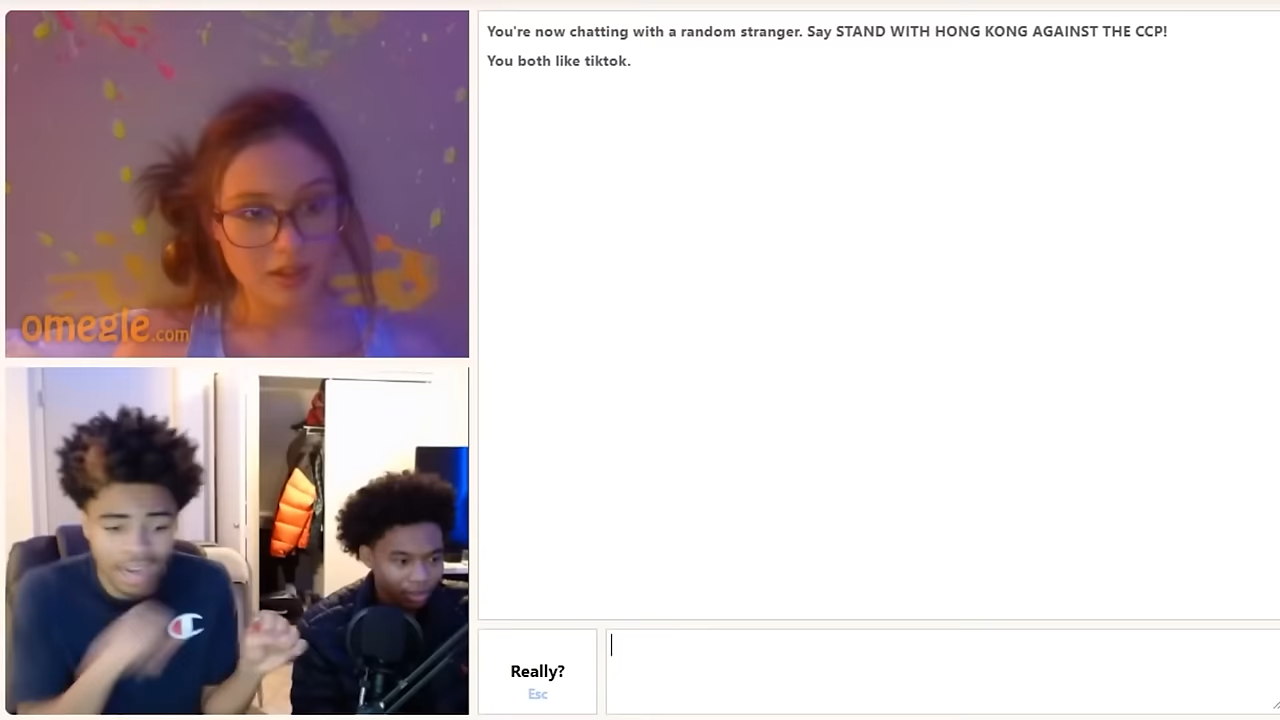 You're now chatting with a random stranger. Say STAND WITH HONG KONG AGAINST THE CCP!
You both like tiktok.
omegle.com
Really?
Esc